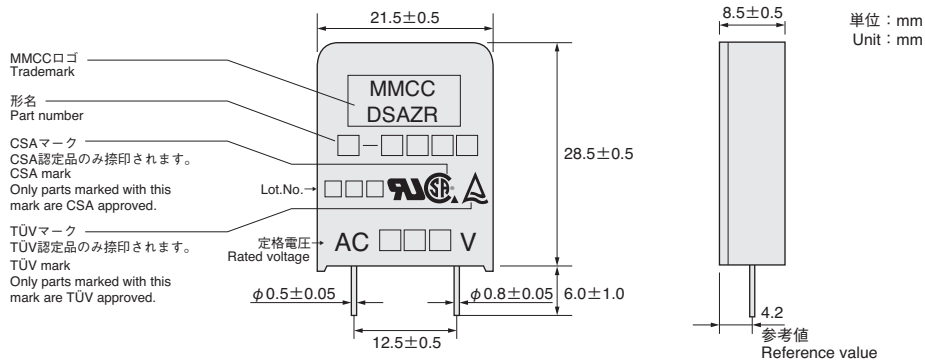 21.5±0.5
8.5±0.5
単位：mm
Unit：mm
MMCCロゴ
Trademark
形名
Part number
CSAマーク
CSA認定品のみ捺印されます。
CSA mark
Only parts marked with this
mark are CSA approved.
TÜVマーク
TÜV認定品のみ捺印されます。
TÜV mark
Only parts marked with this
mark are TÜV approved.
MMCC
DSAZR
□－□□□□
Lot.No. □□□
定格電圧
Rated voltage
AC □□□ V
28.5±0.5
φ0.5±0.05
φ0.8±0.05
6.0±1.0
12.5±0.5
4.2
参考値
Reference value